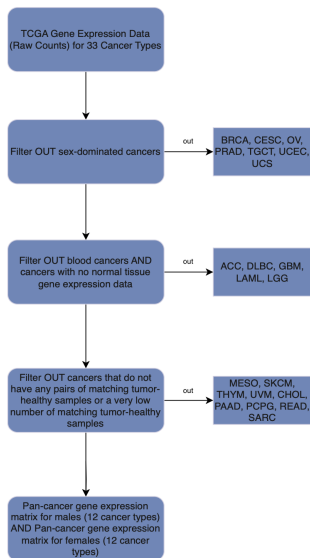 TCGA Gene Expression Data
(Raw Counts) for 33 Cancer Types
Filter OUT sex-dominated cancers
out
BRCA, CESC, OV,
PRAD, TGCT, UCEC,
UCS
Filter OUT blood cancers AND
cancers with no normal tissue
gene expression data
out
ACC, DLBC, GBM,
LAML, LGG
Filter OUT cancers that do not
have any pairs of matching tumor-
healthy samples or a very low
number of matching tumor-healthy
samples
out
MESO, SKCM,
THYM, UVM, CHOL,
PAAD, PCPG, READ,
SARC
Pan-cancer gene expression
matrix for males (12 cancer types)
AND Pan-cancer gene expression
matrix for females (12 cancer
types)